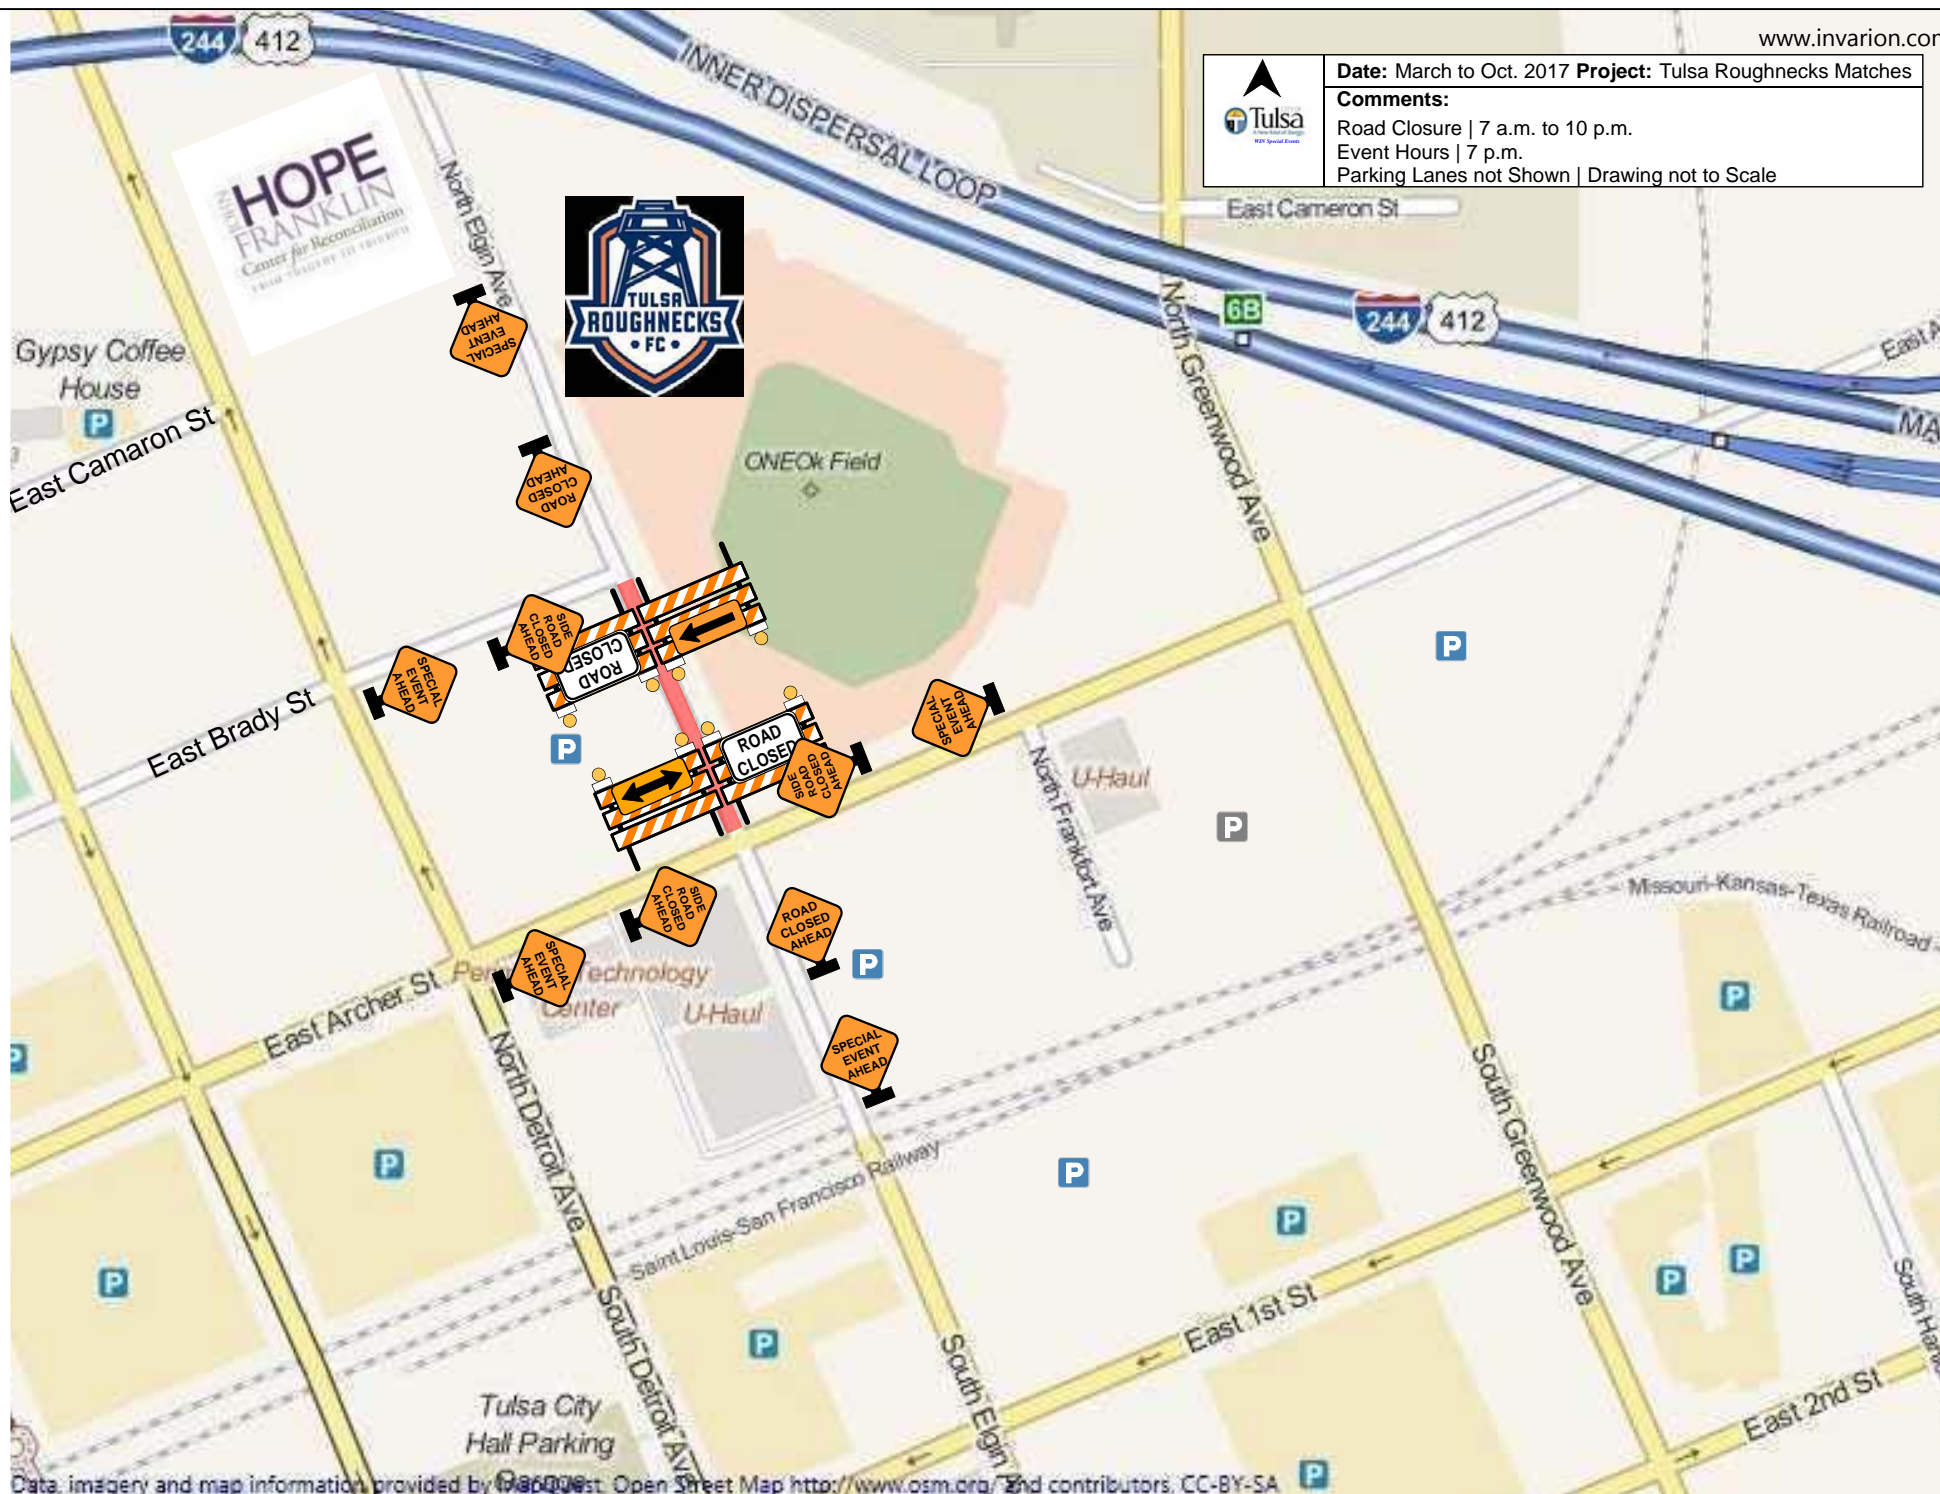 www.invarion.com
Date: March to Oct. 2017 Project: Tulsa Roughnecks Matches
Comments:
Road Closure | 7 a.m. to 10 p.m.
Event Hours | 7 p.m.
Parking Lanes not Shown | Drawing not to Scale
Tulsa
WIN Special Events
244
412
INNER DISPERSAL LOOP
East Cameron St
HOPE
FRANKLIN
Center for Reconciliation
North Elgin Ave
TULSA
ROUGHNECKS
• FC •
SPECIAL
EVENT
AHEAD
6B
244
412
North Greenwood Ave
East A
MA
Gypsy Coffee
House
P
East Camaron St
ONEOk Field
ROAD
CLOSED
AHEAD
SIDE
ROAD
CLOSED
AHEAD
ROAD
CLOSED
SPECIAL
EVENT
AHEAD
P
East Brady St
P
ROAD
CLOSED
SIDE
ROAD
CLOSED
AHEAD
SPECIAL
EVENT
AHEAD
North Frankfort Ave
U-Haul
P
Missouri-Kansas-Texas Railroad
SIDE
ROAD
CLOSED
AHEAD
ROAD
CLOSED
AHEAD
P
SPECIAL
EVENT
AHEAD
Technology
Center
U-Haul
East Archer St
P
P
SPECIAL
EVENT
AHEAD
North Detroit Ave
South Greenwood Ave
P
Saint Louis-San Francisco Railway
P
P
P
P
P
South Detroit Ave
P
East 1st St
South Elgin
East 2nd St
Tulsa City
Hall Parking
P
Data, imagery and map information provided by MapQuest, Open Street Map http://www.osm.org/ and contributors, CC-BY-SA